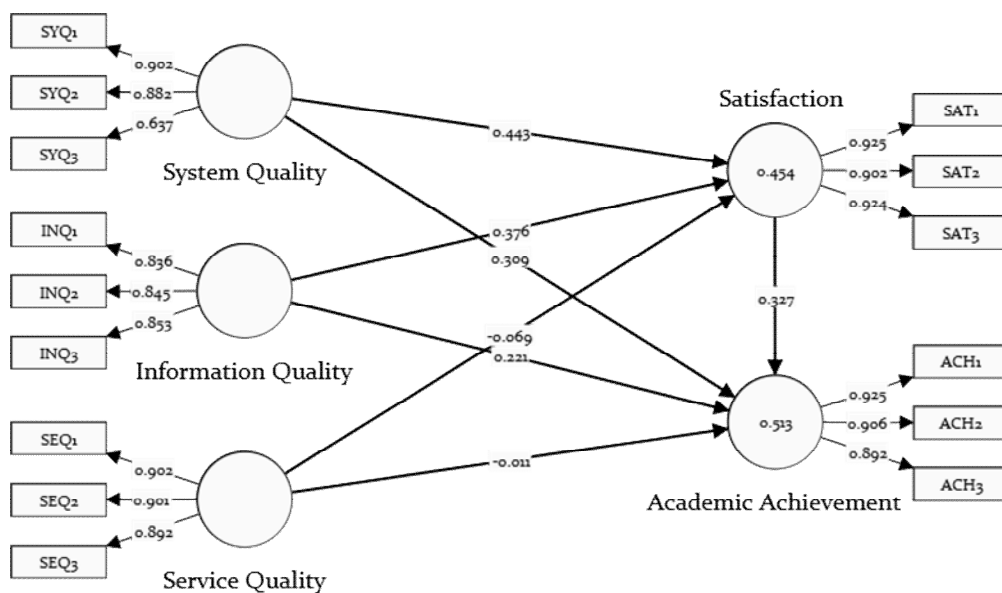 SYQ1
0.902
SYQ2
0.882
SYQ3
0.637
System Quality
INQ1
0.836
INQ2
0.845
INQ3
0.853
Information Quality
SEQ1
0.902
SEQ2
0.901
SEQ3
0.892
Service Quality
0.443
0.376
0.309
-0.069
0.221
-0.011
Satisfaction
0.454
0.925
SAT1
0.902
SAT2
0.924
SAT3
0.327
0.513
Academic Achievement
0.925
ACH1
0.906
ACH2
0.892
ACH3